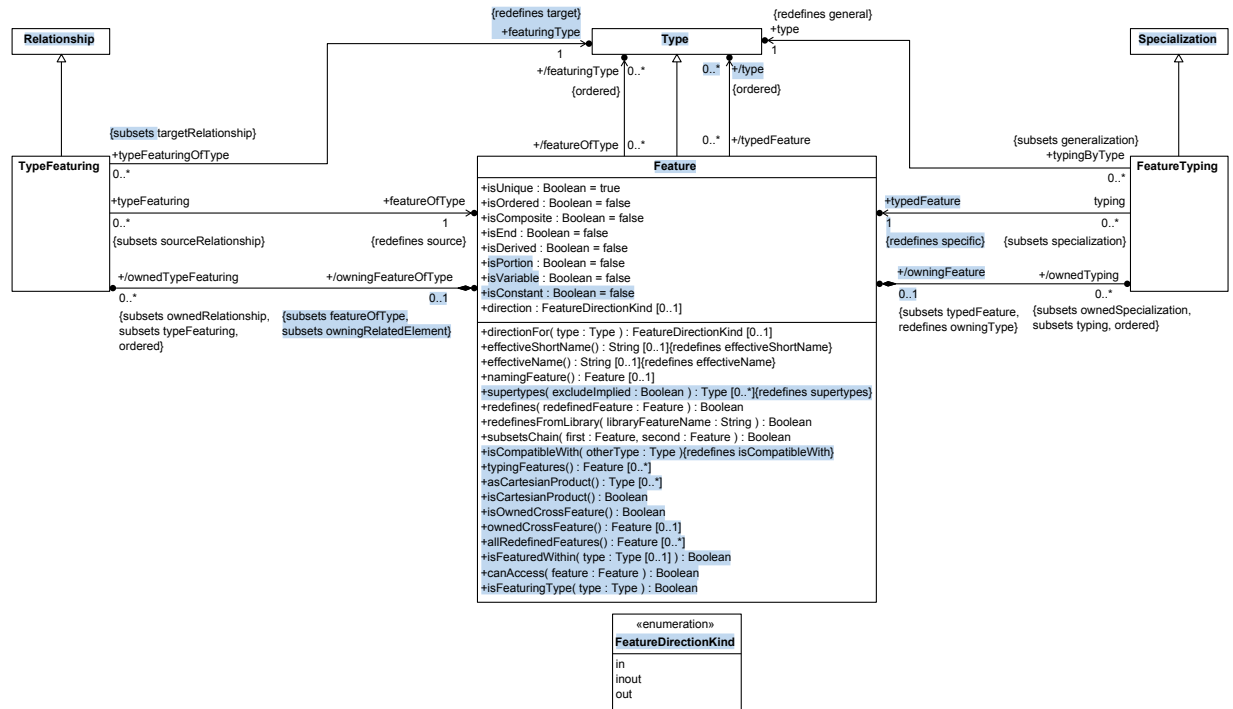 {redefines target}
{redefines general}
Relationship
+featuringType
Type
+type
Specialization
1
1
+/featuringType
0..*
0..*
+/type
{ordered}
{ordered}
{subsets targetRelationship}
+/featureOfType
0..*
0..*
+/typedFeature
{subsets generalization}
TypeFeaturing
+typeFeaturingOfType
+typingByType
FeatureTyping
0..*
0..*
Feature
+isUnique : Boolean = true
+isOrdered : Boolean = false
+isComposite : Boolean = false
+isEnd : Boolean = false
+isDerived : Boolean = false
+isPortion : Boolean = false
+isVariable : Boolean = false
+isConstant : Boolean = false
+direction : FeatureDirectionKind [0..1]
+typeFeaturing
+featureOfType
0..*
1
{subsets sourceRelationship}
{redefines source}
+typedFeature
typing
1
0..*
{redefines specific}
{subsets specialization}
+/ownedTypeFeaturing
+/owningFeatureOfType
0..*
0..1
{subsets ownedRelationship,
subsets typeFeaturing,
ordered}
{subsets featureOfType,
subsets owningRelatedElement}
+/owningFeature
+/ownedTyping
0..1
0..*
{subsets typedFeature,
redefines owningType}
{subsets ownedSpecialization,
subsets typing, ordered}
+directionFor( type : Type ) : FeatureDirectionKind [0..1]
+effectiveShortName() : String [0..1]{redefines effectiveShortName}
+effectiveName() : String [0..1]{redefines effectiveName}
+namingFeature() : Feature [0..1]
+supertypes( excludeImplied : Boolean ) : Type [0..*]{redefines supertypes}
+redefines( redefinedFeature : Feature ) : Boolean
+redefinesFromLibrary( libraryFeatureName : String ) : Boolean
+subsetsChain( first : Feature, second : Feature ) : Boolean
+isCompatibleWith( otherType : Type ){redefines isCompatibleWith}
+typingFeatures() : Feature [0..*]
+asCartesianProduct() : Type [0..*]
+isCartesianProduct() : Boolean
+isOwnedCrossFeature() : Boolean
+ownedCrossFeature() : Feature [0..1]
+allRedefinedFeatures() : Feature [0..*]
+isFeaturedWithin( type : Type [0..1] ) : Boolean
+canAccess( feature : Feature ) : Boolean
+isFeaturingType( type : Type ) : Boolean
«enumeration»
FeatureDirectionKind
in
inout
out